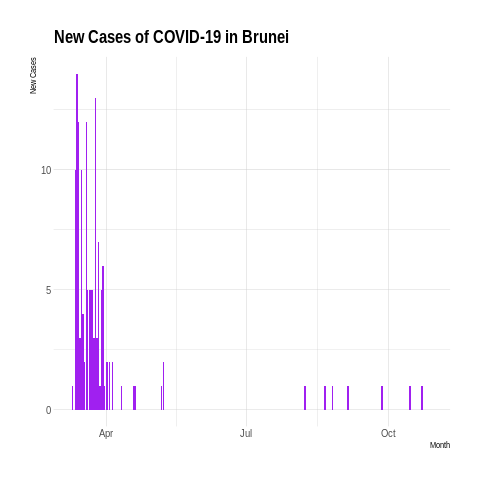 New Cases of COVID-19 in Brunei
New Cases
10
5
0
Apr
Jul
Oct
Month